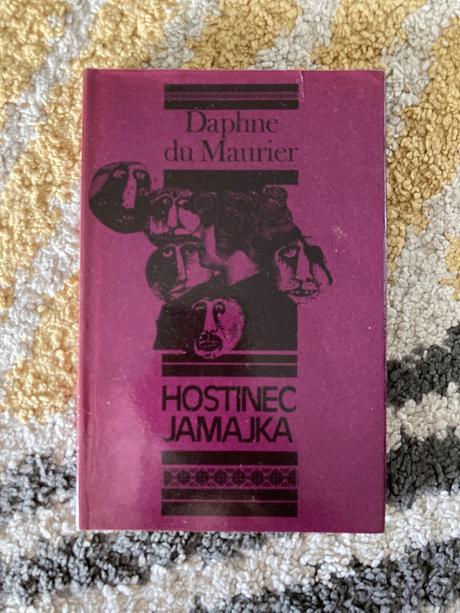 Daphne
du Maurier
HOSTINEC
JAMAJKA